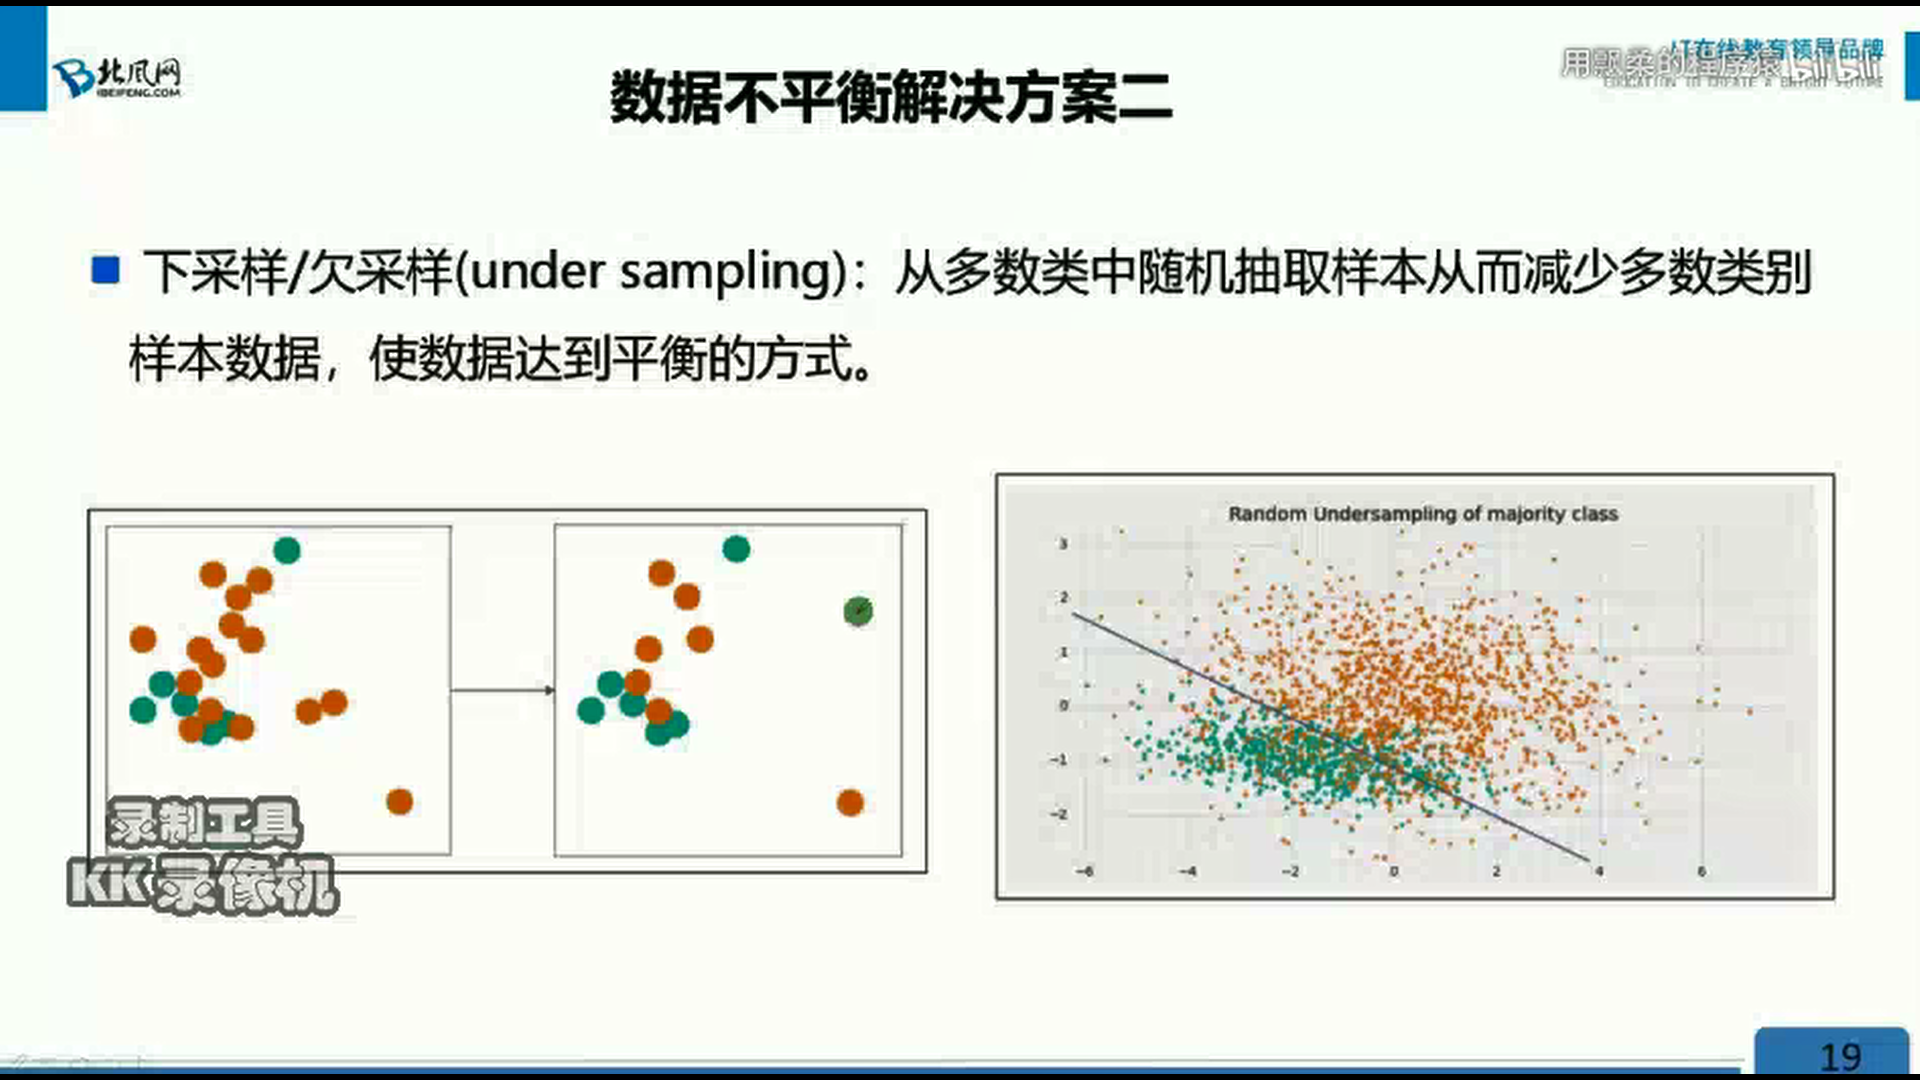 北风网
IBEIFENG.COM
数据不平衡解决方案二
IT在线教育领导品牌
用飘柔的程序猿 bilibili
下采样/欠采样(under sampling)：从多数类中随机抽取样本从而减少多数类别
样本数据，使数据达到平衡的方式。
Random Undersampling of majority class
3
2
1
0
−1
−2
−6 −4 −2 0 2 4 6
录制工具
KK录像机
19